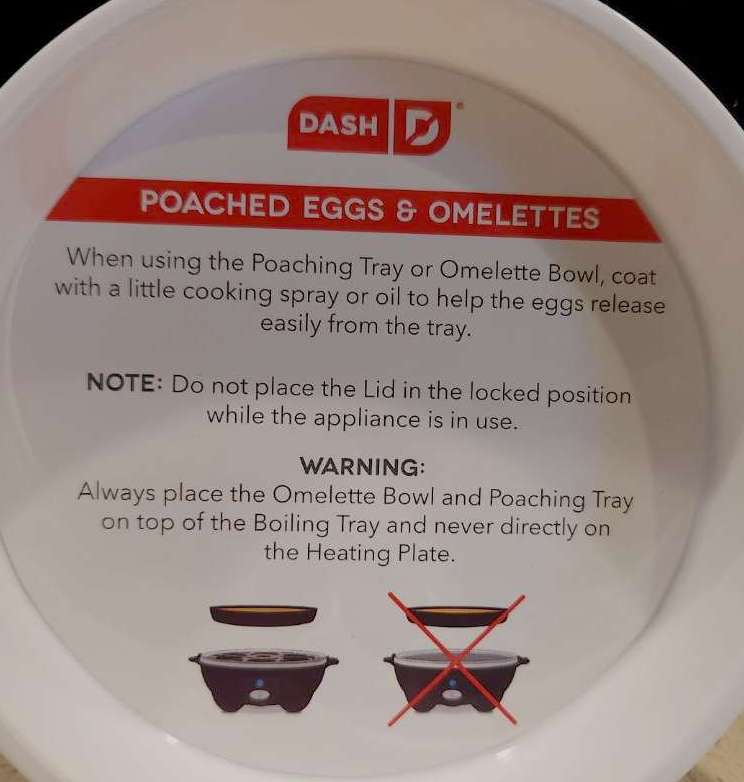 DASH D®
POACHED EGGS & OMELETTES
When using the Poaching Tray or Omelette Bowl, coat
with a little cooking spray or oil to help the eggs release
easily from the tray.
NOTE: Do not place the Lid in the locked position
while the appliance is in use.
WARNING:
Always place the Omelette Bowl and Poaching Tray
on top of the Boiling Tray and never directly on
the Heating Plate.